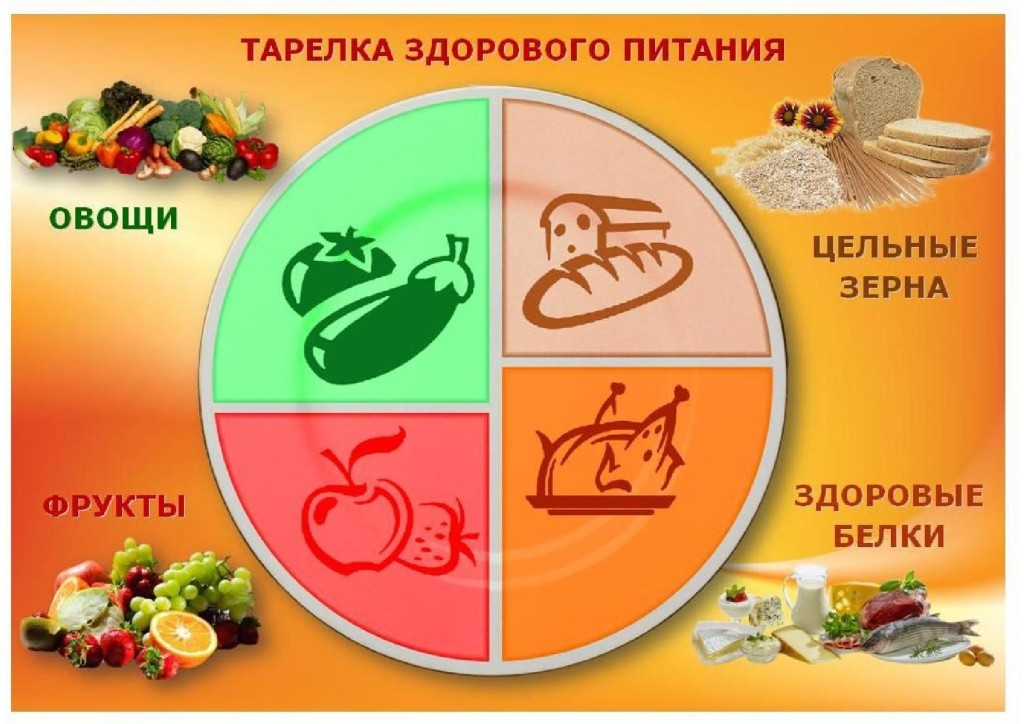 ТАРЕЛКА ЗДОРОВОГО ПИТАНИЯ
ОВОЩИ
ЦЕЛЬНЫЕ
ЗЕРНА
ФРУКТЫ
ЗДОРОВЫЕ
БЕЛКИ